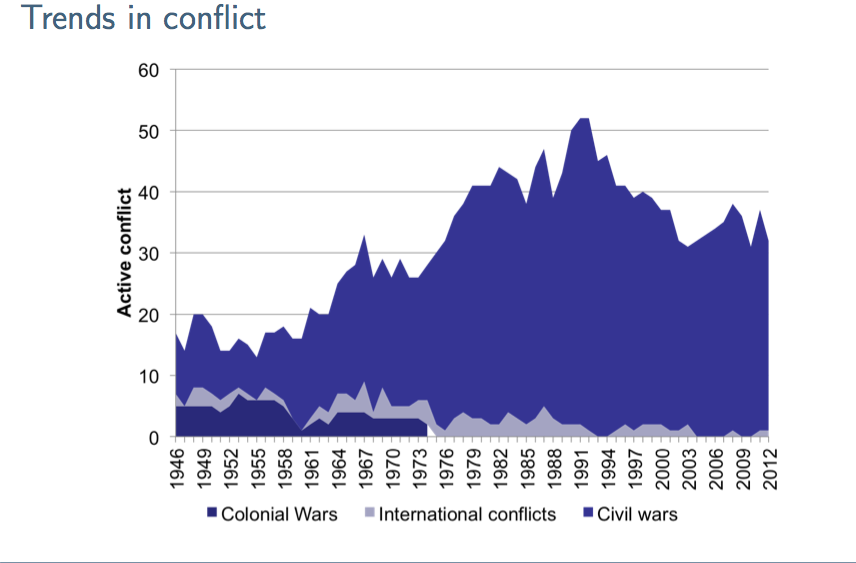 Trends in conflict
60
50
40
30
20
10
0
Active conflict
1946 1949 1952 1955 1958 1961 1964 1967 1970 1973 1976 1979 1982 1985 1988 1991 1994 1997 2000 2003 2006 2009 2012
Colonial Wars International conflicts Civil wars